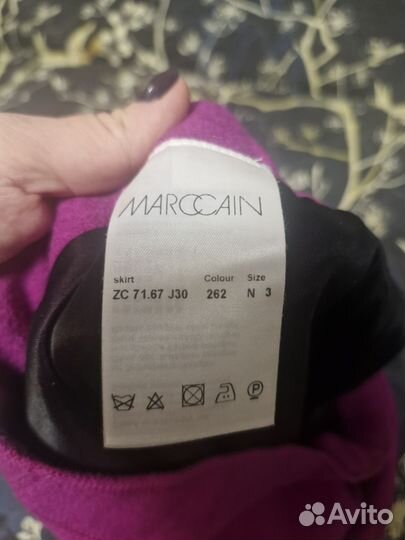 MARCCAIN
skirt Colour Size
ZC 71.67 J30 262 N 3
P
Avito